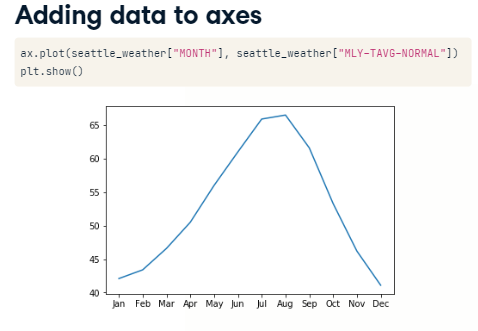 Adding data to axes
ax.plot(seattle_weather["MONTH"], seattle_weather["MLY-TAVG-NORMAL"])
plt.show()
65
60
55
50
45
40
Jan Feb Mar Apr May Jun Jul Aug Sep Oct Nov Dec